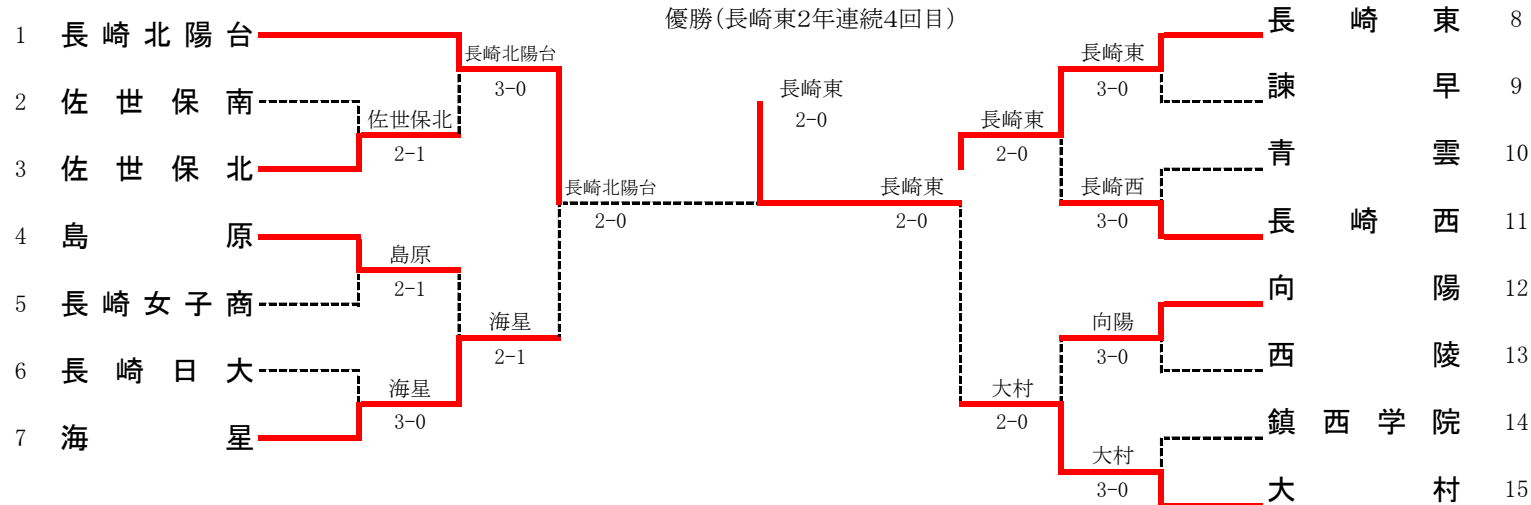 優勝(長崎東2年連続4回目)
1 長崎北陽台
2 佐世保南
3 佐世保北
4 島原
5 長崎女子商
6 長崎日大
7 海星
佐世保北
2-1
島原
2-1
海星
3-0
長崎北陽台
3-0
海星
2-1
長崎北陽台
2-0
長崎東
2-0
長崎東
2-0
長崎東
2-0
大村
2-0
長崎東
3-0
長崎西
3-0
向陽
3-0
大村
3-0
長崎東 8
諫早 9
青雲 10
長崎西 11
向陽 12
西陵 13
鎮西学院 14
大村 15